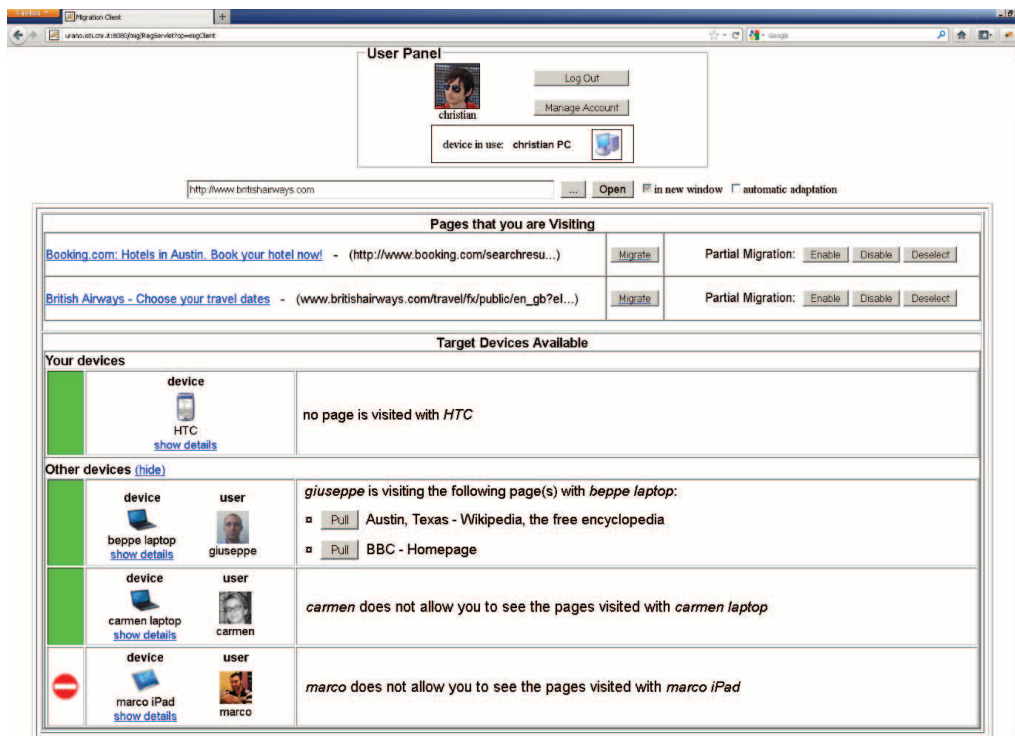 Migration Client
+
urano.isti.cnr.it:8080/mig/RegServlet?op=migClient
Google
User Panel
christian
Log Out
Manage Account
device in use: christian PC
http://www.britishairways.com
... Open in new window automatic adaptation
Pages that you are Visiting
Booking.com: Hotels in Austin. Book your hotel now! - (http://www.booking.com/searchresu...) Migrate Partial Migration: Enable Disable Deselect
British Airways - Choose your travel dates - (www.britishairways.com/travel/fx/public/en_gb?el...) Migrate Partial Migration: Enable Disable Deselect
Target Devices Available
Your devices
device
HTC
show details
no page is visited with HTC
Other devices (hide)
device user
beppe laptop giuseppe
show details
giuseppe is visiting the following page(s) with beppe laptop:
¤ Pull Austin, Texas - Wikipedia, the free encyclopedia
¤ Pull BBC - Homepage
device user
carmen laptop carmen
show details
carmen does not allow you to see the pages visited with carmen laptop
device user
marco iPad marco
show details
marco does not allow you to see the pages visited with marco iPad